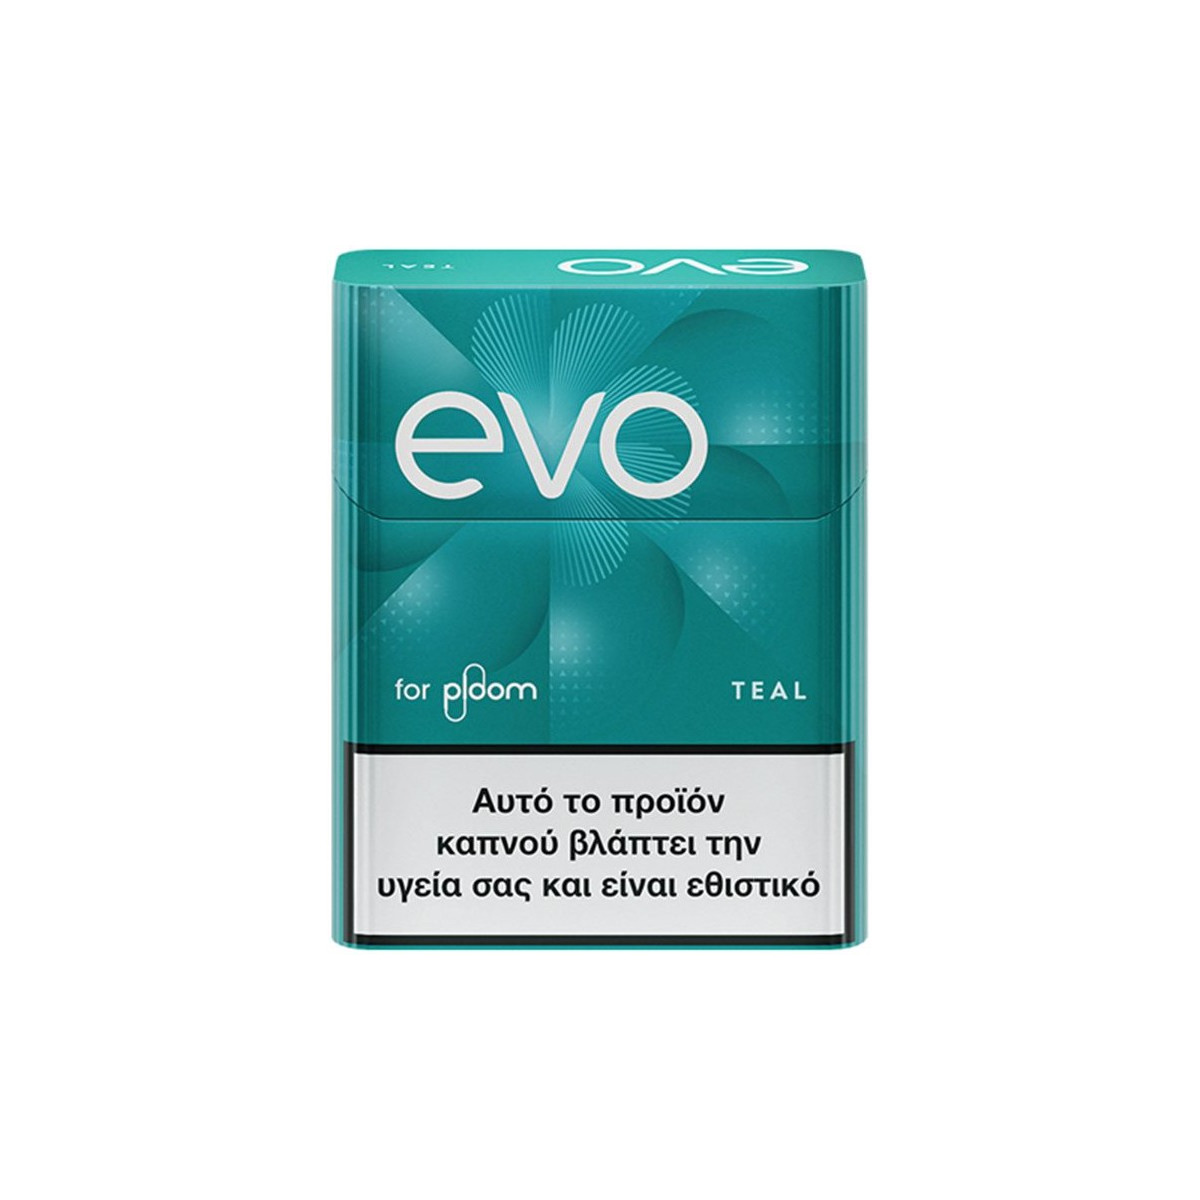 TEAL evo
evo
for ploom TEAL
Αυτό το προϊόν
καπνού βλάπτει την
υγεία σας και είναι εθιστικό